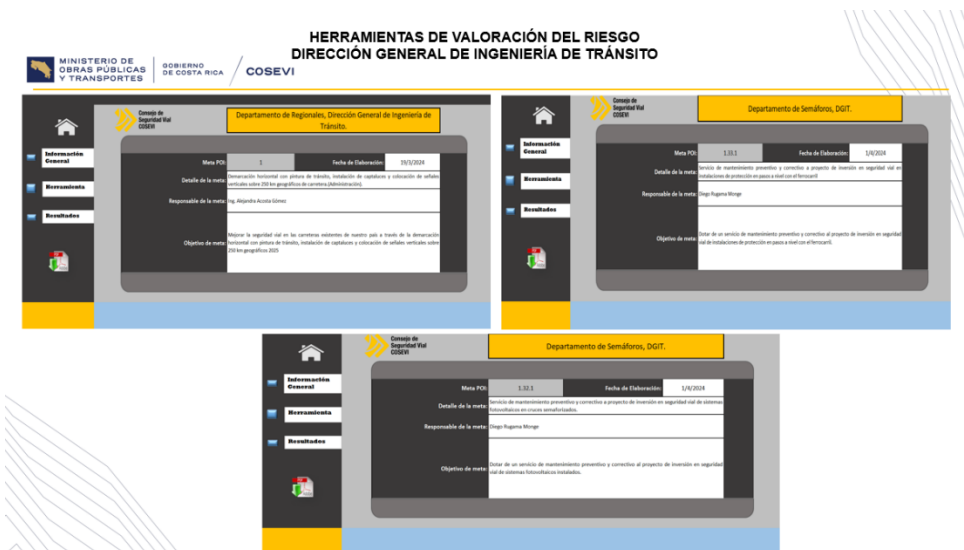 HERRAMIENTAS DE VALORACIÓN DEL RIESGO
DIRECCIÓN GENERAL DE INGENIERÍA DE TRÁNSITO
MINISTERIO DE
OBRAS PÚBLICAS
Y TRANSPORTES
GOBIERNO
DE COSTA RICA
COSEVI
Consejo de
Seguridad Vial
COSEVI
Departamento de Regionales, Dirección General de Ingeniería de
Tránsito.
Información
General
Herramienta
Resultados
Meta POI: 1 Fecha de Elaboración: 19/3/2024
Detalle de la meta: Demarcación horizontal con pintura de tránsito, instalación de captaluces y colocación de señales
verticales sobre 250 km geográficos de carretera (Administración).
Responsable de la meta: Ing. Alejandra Acosta Gómez
Objetivo de meta: Mejorar la seguridad vial en las carreteras existentes de nuestro país a través de la demarcación
horizontal con pintura de tránsito, instalación de captaluces y colocación de señales verticales sobre
250 km geográficos 2025
Consejo de
Seguridad Vial
COSEVI
Departamento de Semáforos, DGIT.
Información
General
Herramienta
Resultados
Meta POI: 1.33.1 Fecha de Elaboración: 1/4/2024
Detalle de la meta: Servicio de mantenimiento preventivo y correctivo a proyecto de inversión en seguridad vial en
instalaciones de protección en pasos a nivel con el ferrocarril
Responsable de la meta: Diego Rugama Monge
Objetivo de meta: Dotar de un servicio de mantenimiento preventivo y correctivo al proyecto de inversión en seguridad
vial de instalaciones de protección en pasos a nivel con el ferrocarril.
Consejo de
Seguridad Vial
COSEVI
Departamento de Semáforos, DGIT.
Información
General
Herramienta
Resultados
Meta POI: 1.32.1 Fecha de Elaboración: 1/4/2024
Detalle de la meta: Servicio de mantenimiento preventivo y correctivo a proyecto de inversión en seguridad vial de sistemas
fotovoltaicos en cruces semaforizados.
Responsable de la meta: Diego Rugama Monge
Objetivo de meta: Dotar de un servicio de mantenimiento preventivo y correctivo al proyecto de inversión en seguridad
vial de sistemas fotovoltaicos instalados.